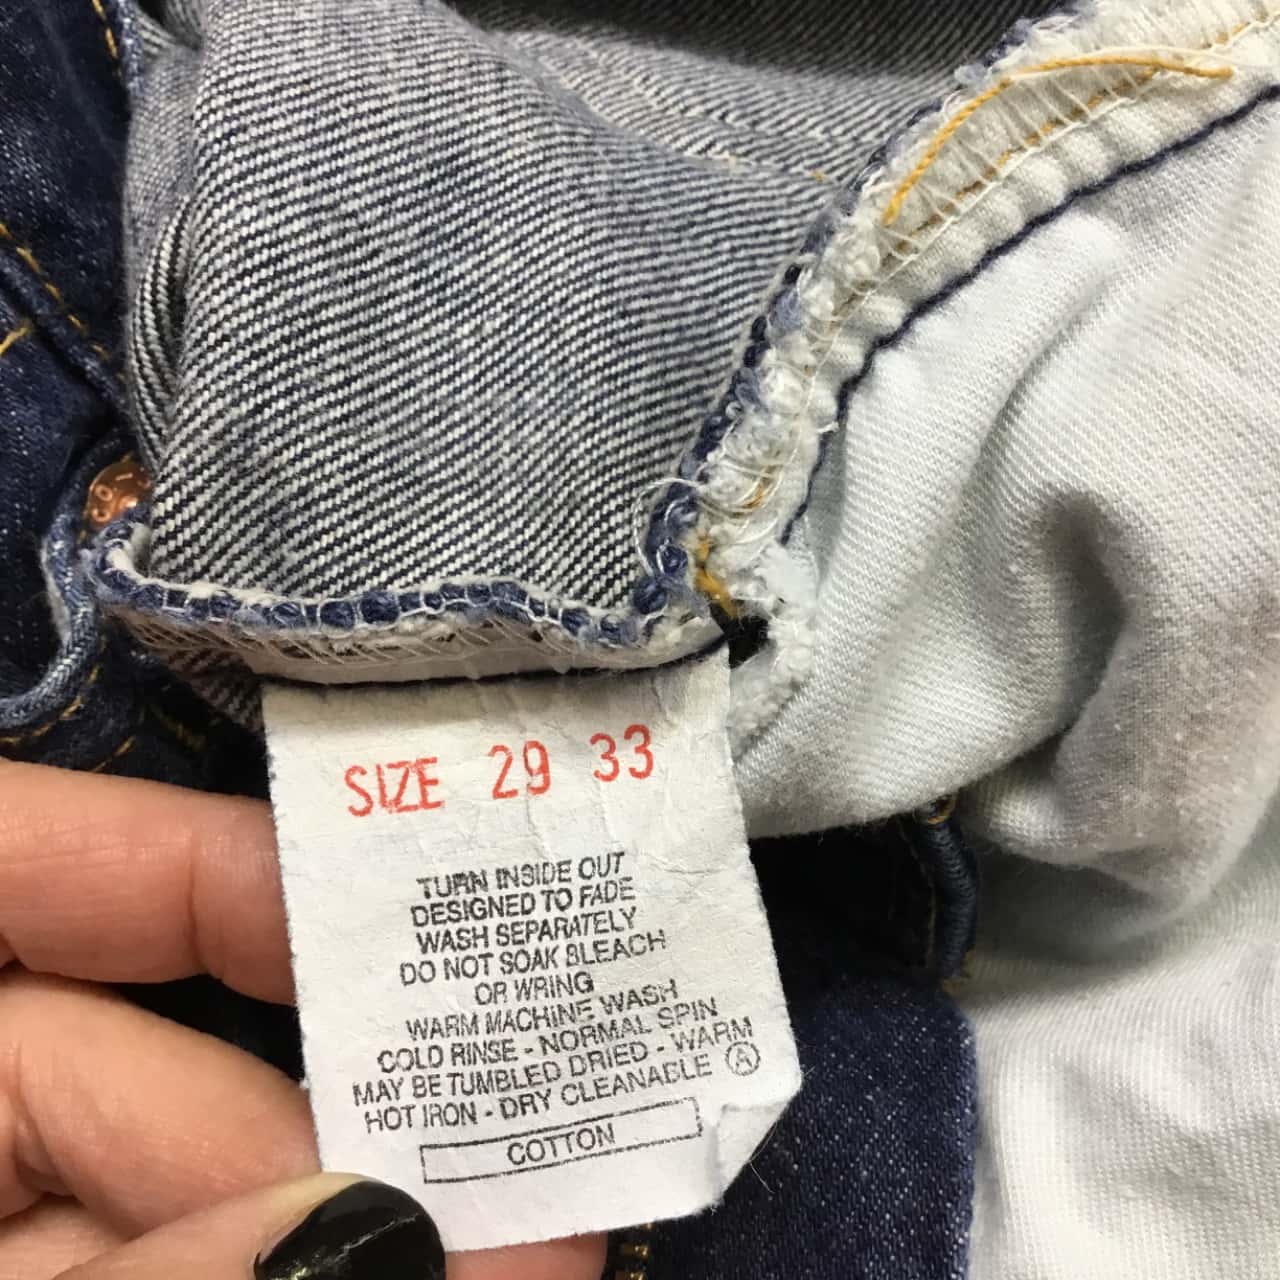 SIZE 29 33
TURN INSIDE OUT
DESIGNED TO FADE
WASH SEPARATELY
DO NOT SOAK BLEACH
OR WRING
WARM MACHINE WASH
COLD RINSE - NORMAL SPIN
MAY BE TUMBLED DRIED - WARM
HOT IRON - DRY CLEANABLE Ⓐ
COTTON